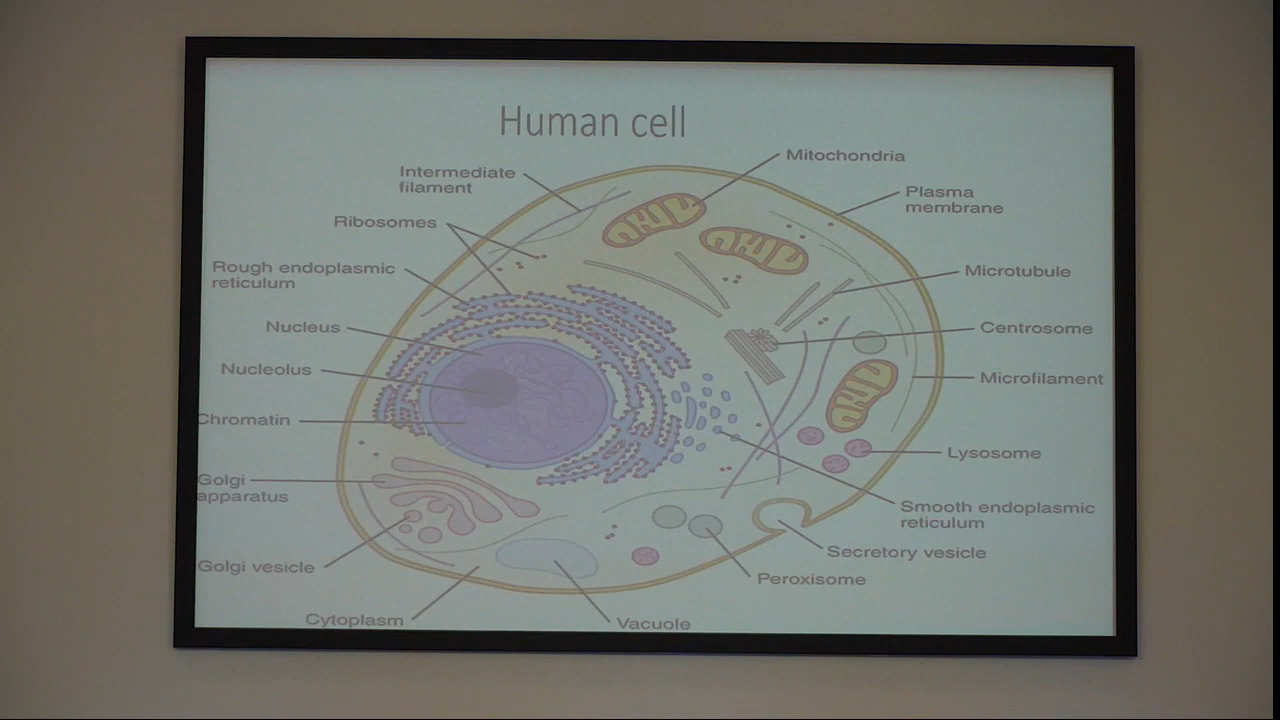 Human cell
Mitochondria
Intermediate
filament
Plasma
membrane
Ribosomes
Rough endoplasmic
reticulum
Microtubule
Nucleus
Centrosome
Nucleolus
Microfilament
Chromatin
Lysosome
Golgi
apparatus
Smooth endoplasmic
reticulum
Secretory vesicle
Golgi vesicle
Peroxisome
Cytoplasm
Vacuole